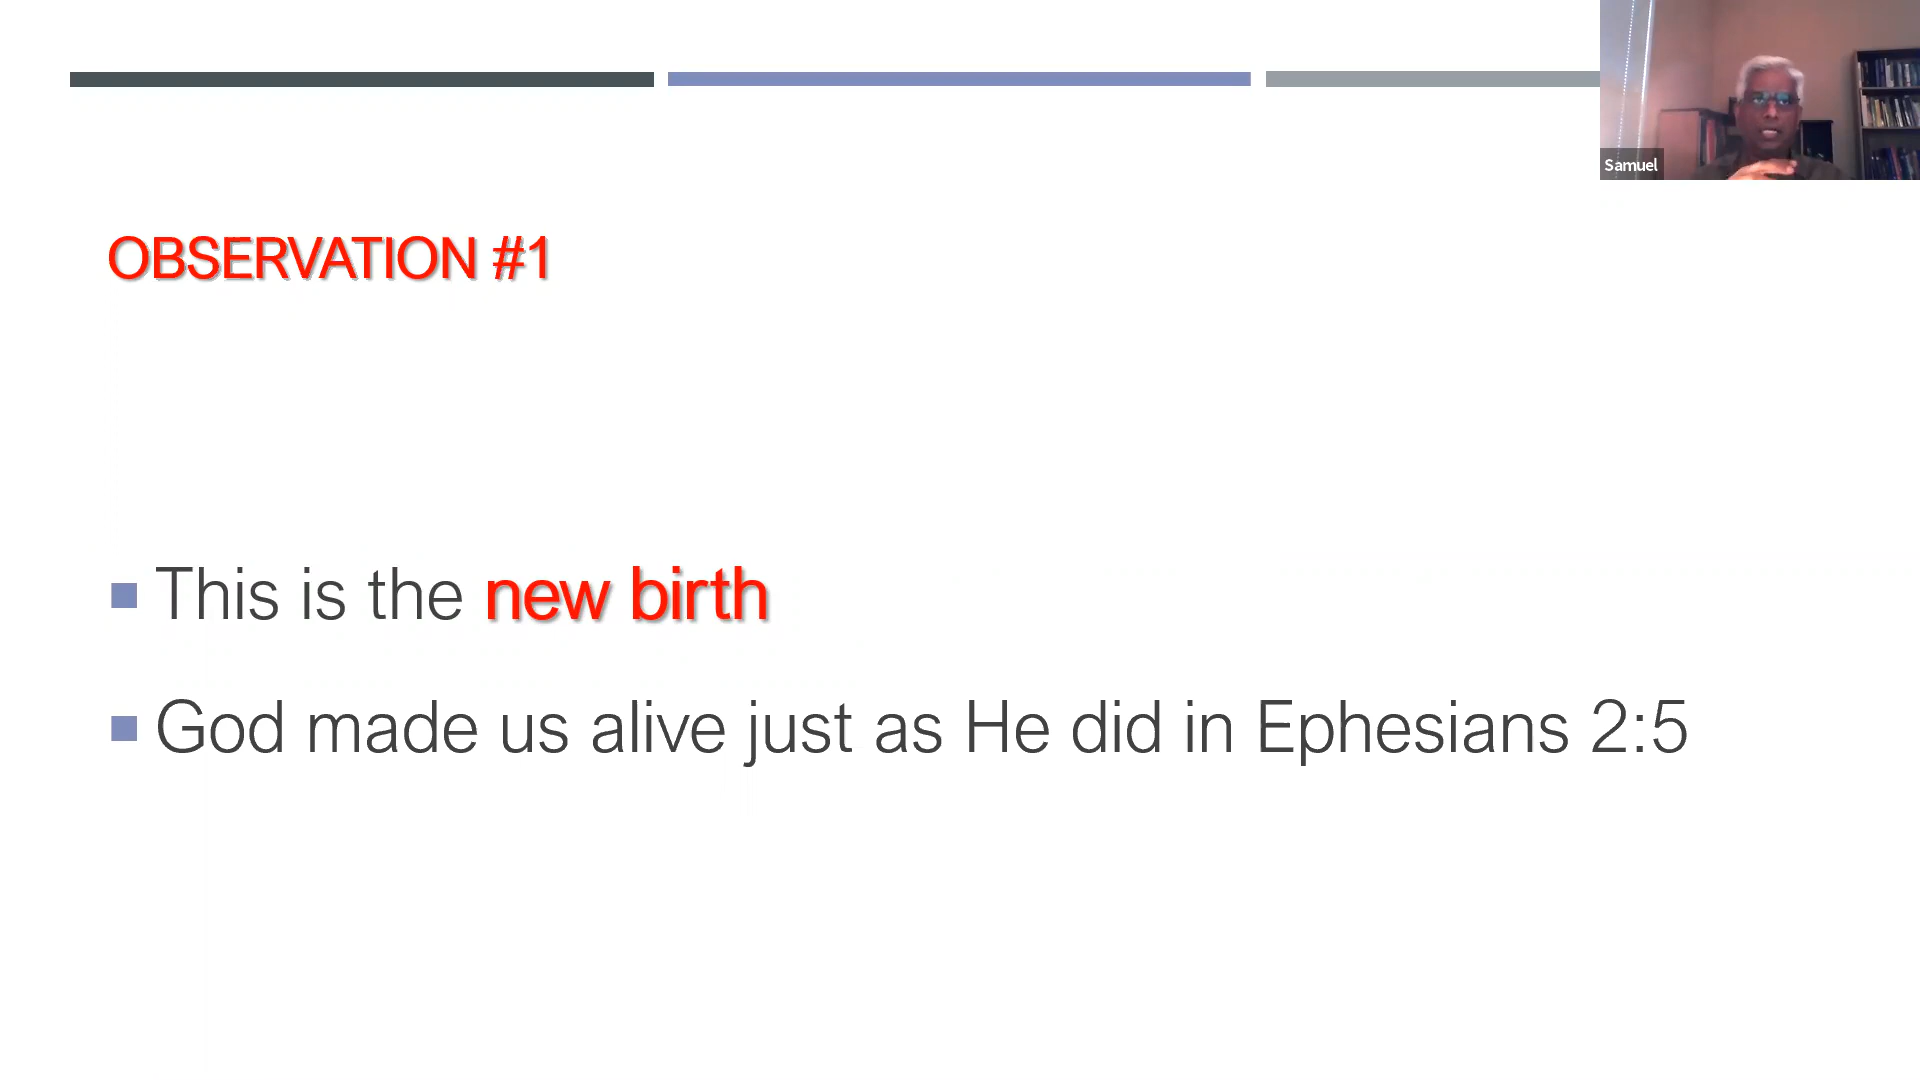 Samuel
OBSERVATION #1
This is the new birth
God made us alive just as He did in Ephesians 2:5